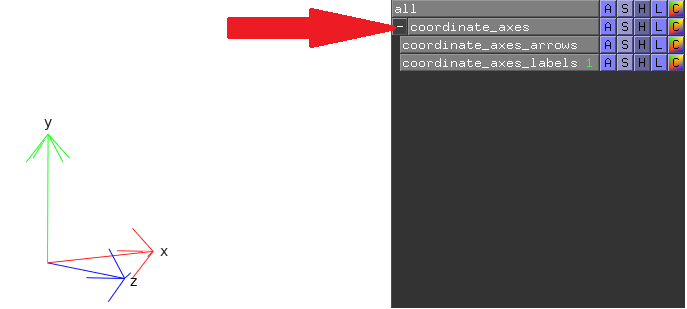 all A S H L C
- coordinate_axes A S H L C
coordinate_axes_arrows A S H L C
coordinate_axes_labels 1 A S H L C
y
x
z